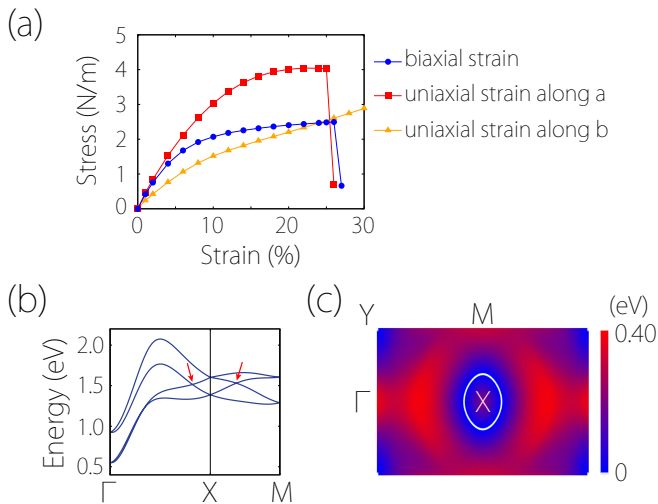 (a)
Stress (N/m)
5
4
3
2
1
0
0 10 20 30
Strain (%)
biaxial strain
uniaxial strain along a
uniaxial strain along b
(b)
Energy (eV)
2.0
1.5
1.0
0.5
Γ X M
(c)
(eV)
Y M
0.40
Γ X
0